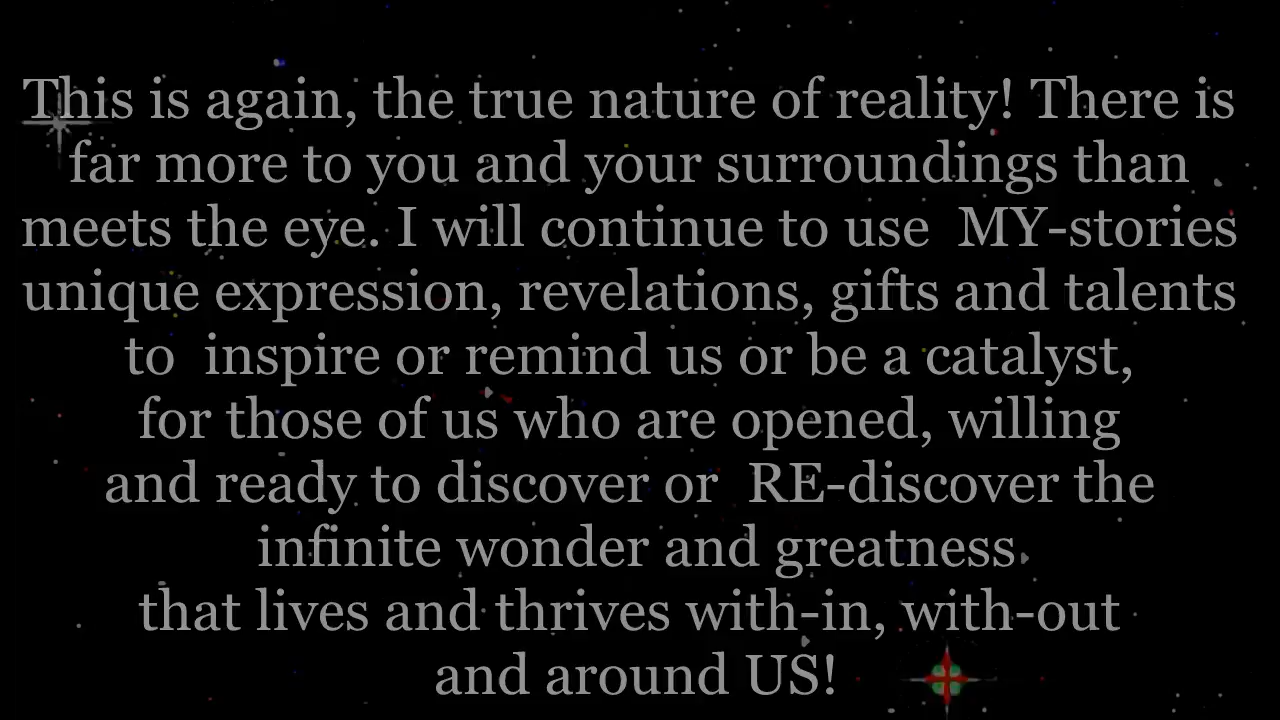 This is again, the true nature of reality! There is
far more to you and your surroundings than
meets the eye. I will continue to use  MY-stories
unique expression, revelations, gifts and talents
to  inspire or remind us or be a catalyst,
for those of us who are opened, willing
and ready to discover or  RE-discover the
infinite wonder and greatness
that lives and thrives with-in, with-out
and around US!